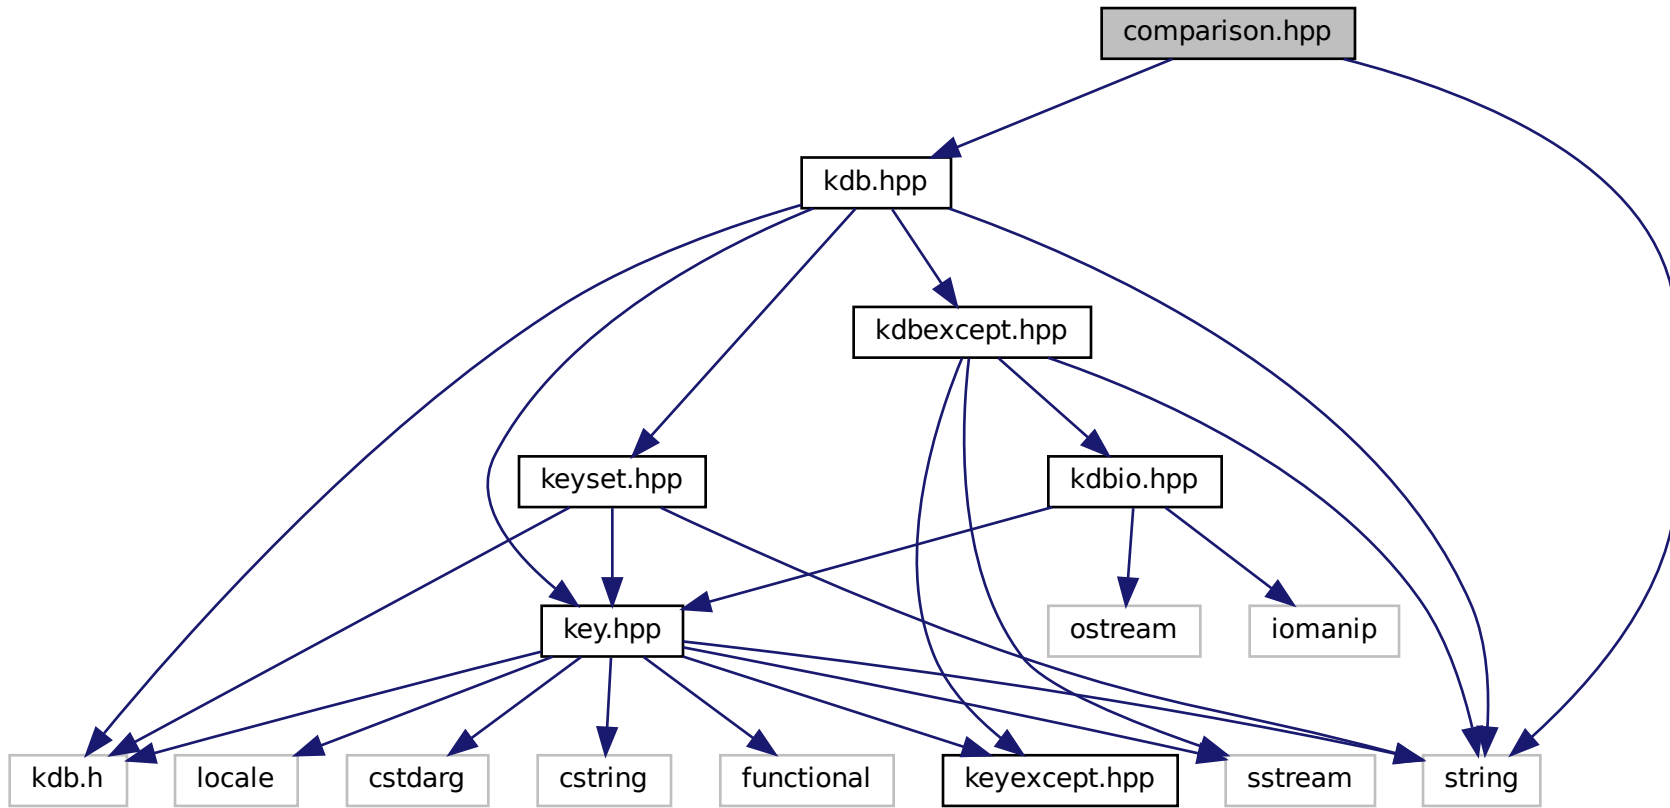 comparison.hpp
kdb.hpp
kdbexcept.hpp
keyset.hpp
kdbio.hpp
key.hpp
ostream
iomanip
kdb.h
locale
cstdarg
cstring
functional
keyexcept.hpp
sstream
string